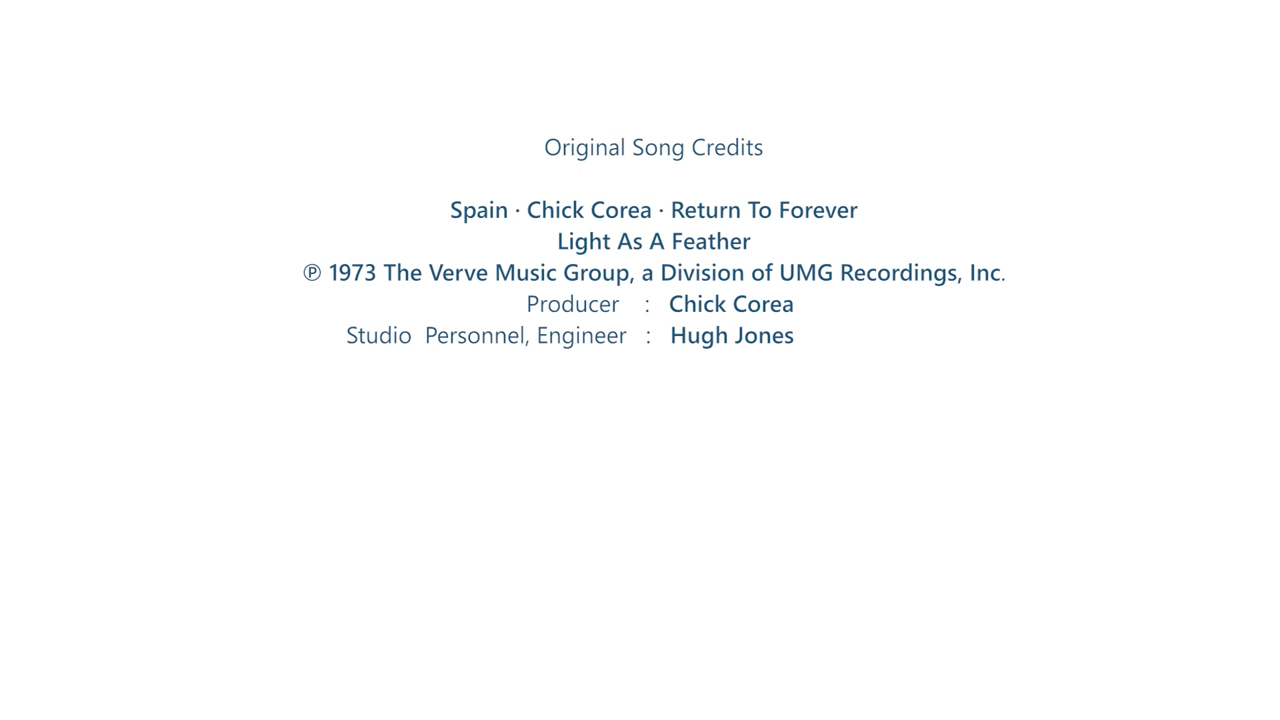 Original Song Credits
Spain · Chick Corea · Return To Forever
Light As A Feather
℗ 1973 The Verve Music Group, a Division of UMG Recordings, Inc.
Producer : Chick Corea
Studio Personnel, Engineer : Hugh Jones